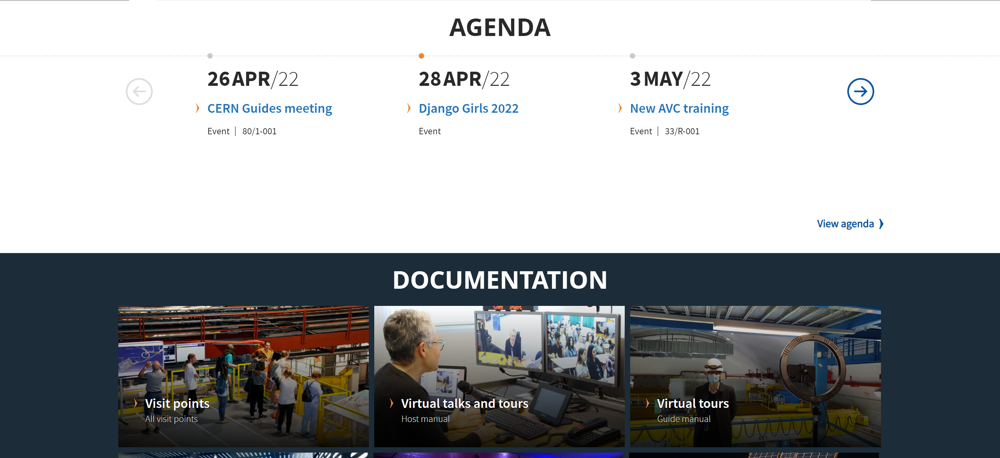 AGENDA
26 APR/22
CERN Guides meeting
Event | 80/1-001
28 APR/22
Django Girls 2022
Event
3 MAY/22
New AVC training
Event | 33/R-001
View agenda
DOCUMENTATION
Visit points
All visit points
ON AIR
Virtual talks and tours
Host manual
Virtual tours
Guide manual
65 t